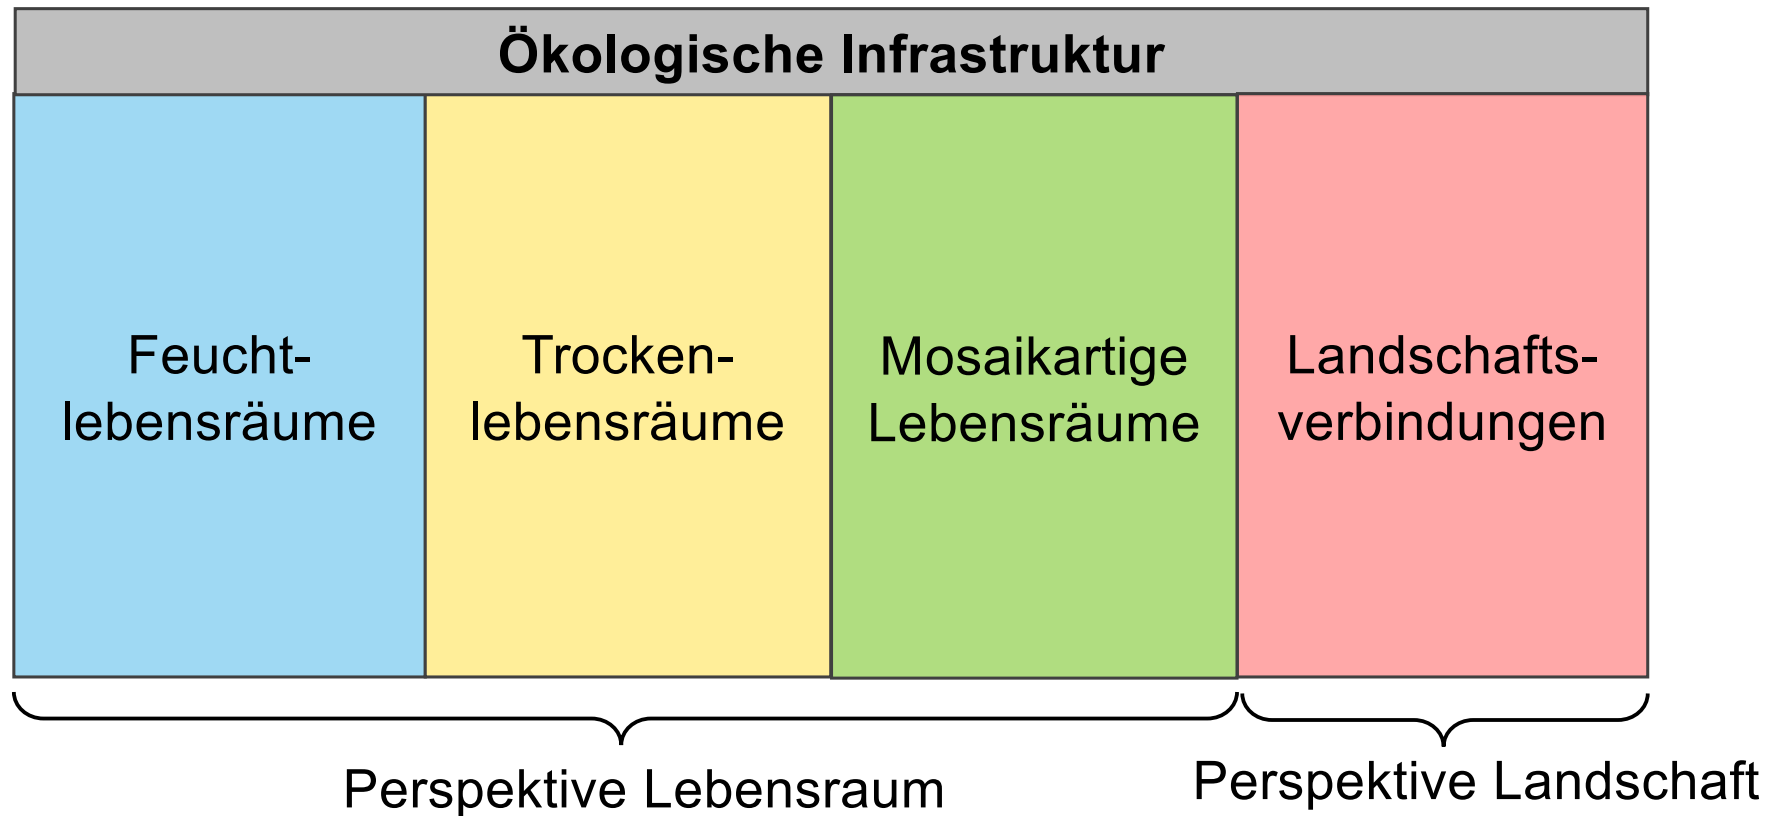 Ökologische Infrastruktur
Feucht-
lebensräume
Trocken-
lebensräume
Mosaikartige
Lebensräume
Landschafts-
verbindungen
Perspektive Lebensraum
Perspektive Landschaft